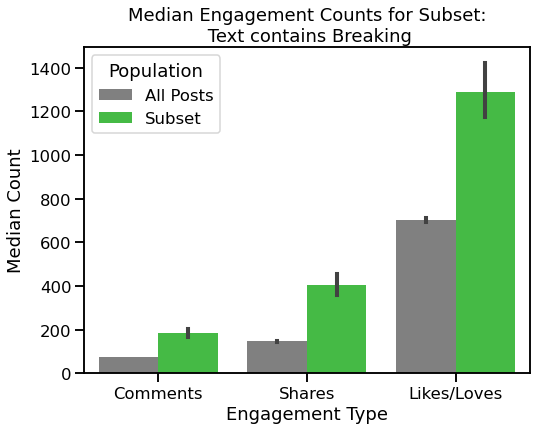 Median Engagement Counts for Subset:
Text contains Breaking
Median Count
1400
1200
1000
800
600
400
200
0
Population
All Posts
Subset
Comments
Shares
Likes/Loves
Engagement Type